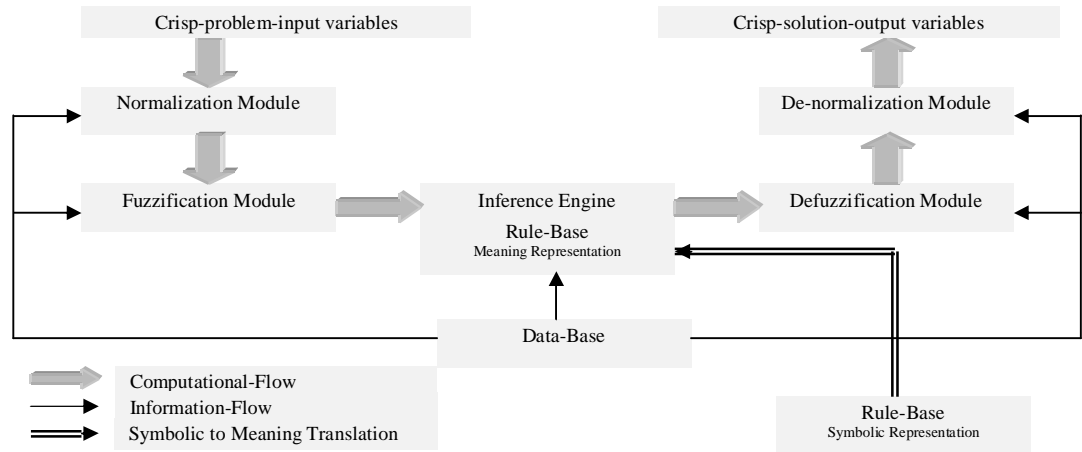 Crisp-problem-input variables
Crisp-solution-output variables
Normalization Module
De-normalization Module
Fuzzification Module
Inference Engine
Rule-Base
Meaning Representation
Defuzzification Module
Data-Base
Computational-Flow
Information-Flow
Symbolic to Meaning Translation
Rule-Base
Symbolic Representation